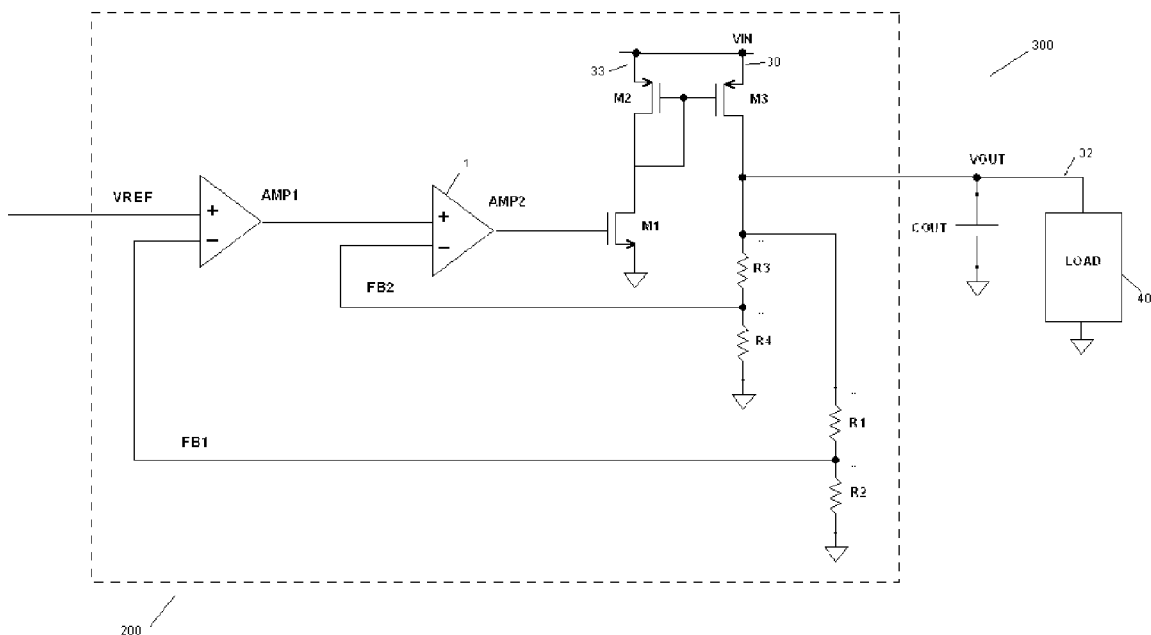 VIN
300
33
30
M2
M3
1
VOUT
32
VREF
AMP1
AMP2
+
+
M1
COUT
−
−
LOAD
R3
FB2
40
R4
R1
FB1
R2
200